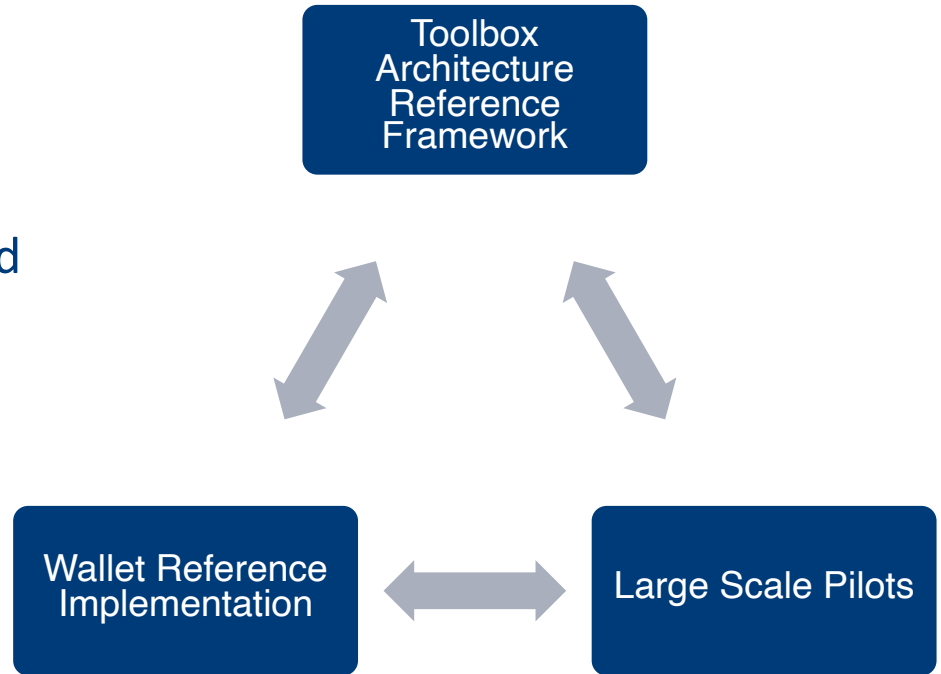 Toolbox
Architecture
Reference
Framework
d
Wallet Reference
Implementation
Large Scale Pilots